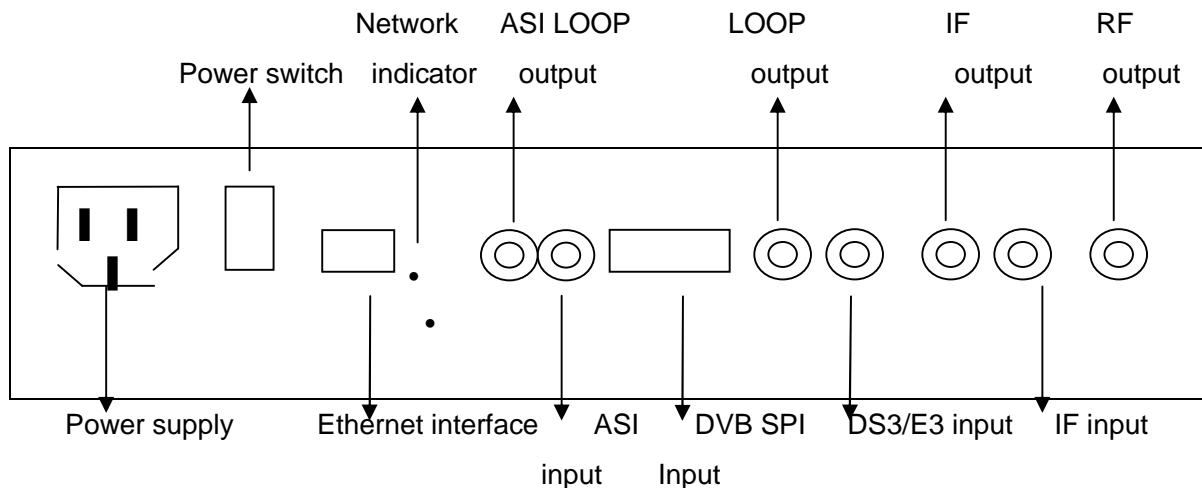 Network ASI LOOP LOOP IF RF
Power switch indicator output output output output
Power supply Ethernet interface ASI DVB SPI DS3/E3 input IF input
input Input